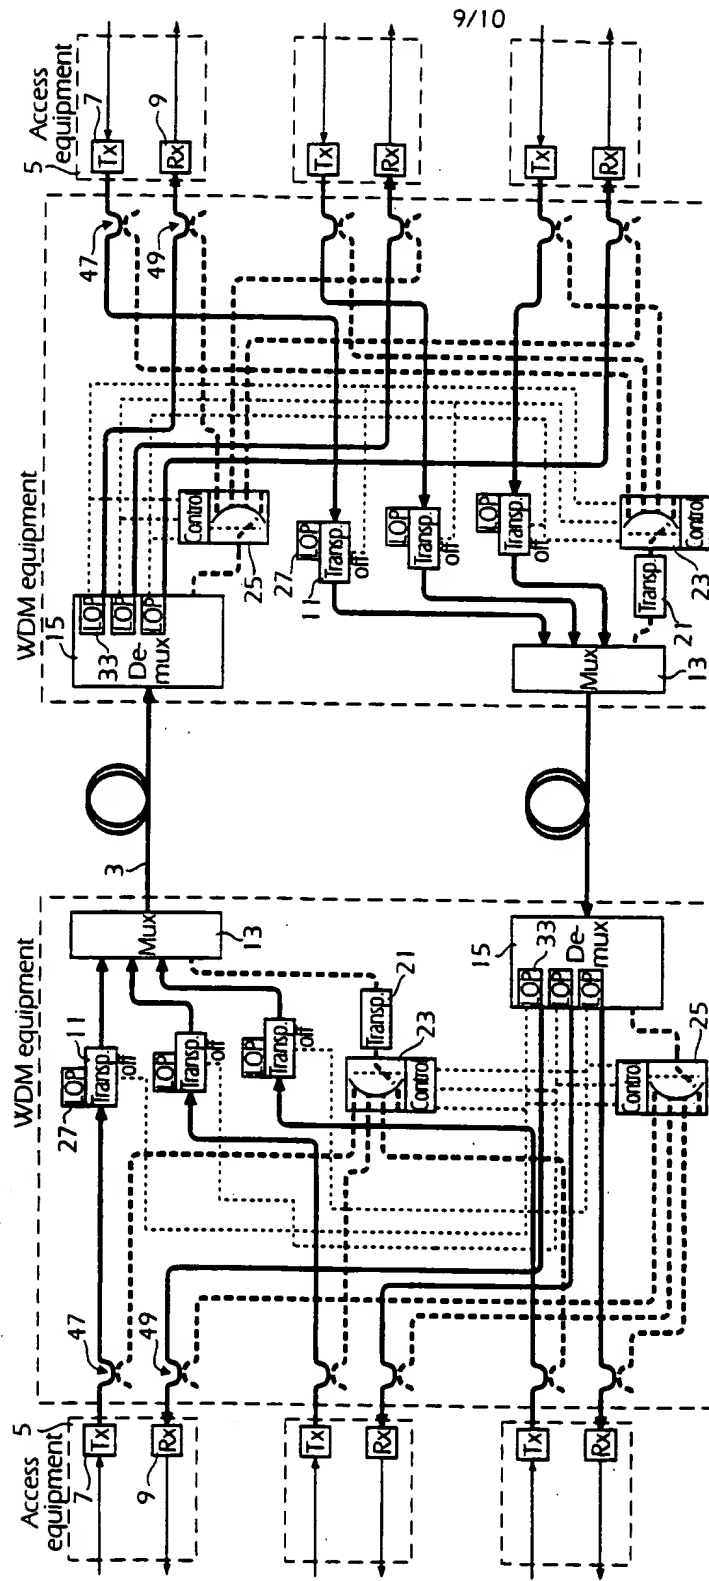 9/10
Access
equipment
5
7
Tx
9
Rx
Tx
Rx
Tx
Rx
47
49
WDM equipment
15
LOP
LOP
LOP
33
De-
mux
Control
25
27
LOP
Transp.
off
11
LOP
Transp.
off
LOP
Transp.
off
Control
23
Transp.
21
Mux
13
3
WDM equipment
Mux
13
27
LOP
Transp.
11
off
LOP
Transp.
off
LOP
Transp.
off
Transp.
21
23
Control
15
33
LOP
LOP
LOP
De-
mux
Control
25
47
49
Access
equipment
5
7
Tx
9
Rx
Tx
Rx
Tx
Rx